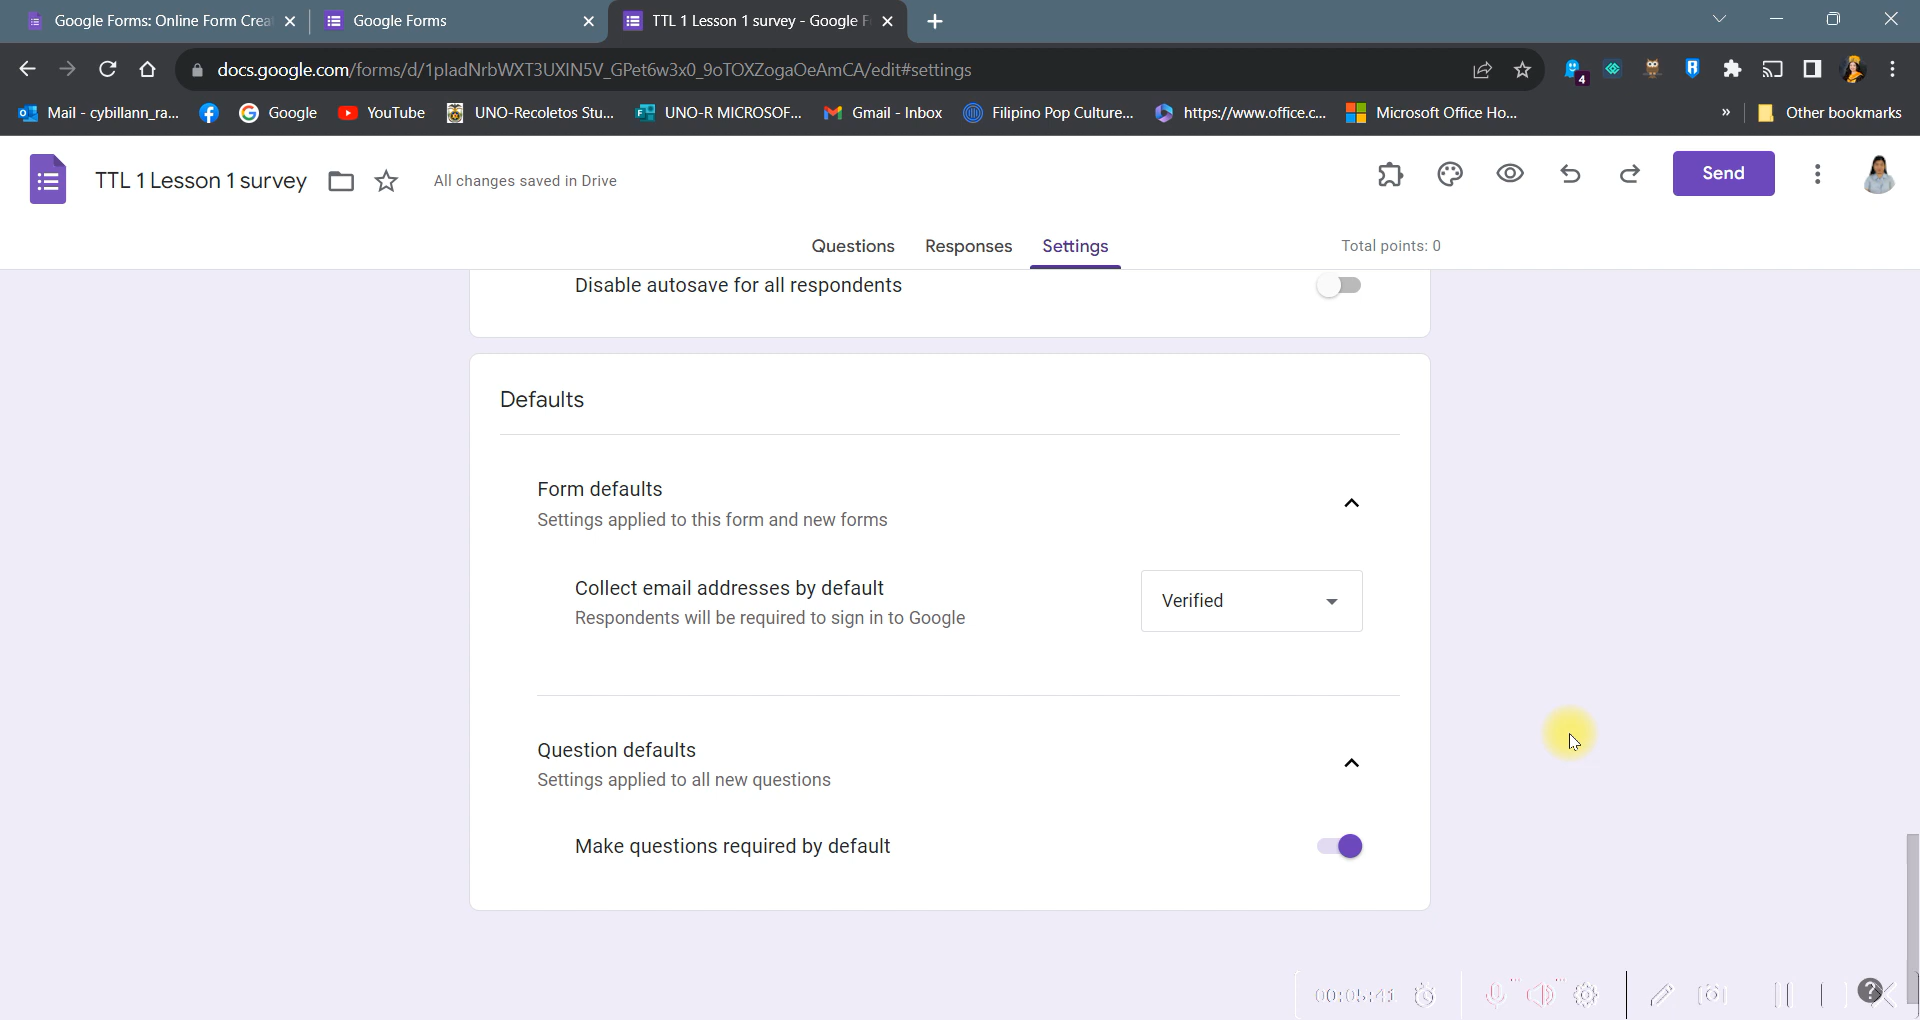 Google Forms: Online Form Crea
Google Forms
TTL 1 Lesson 1 survey - Google F
docs.google.com/forms/d/1pladNrbWXT3UXIN5V_GPet6w3x0_9oTOXZogaOeAmCA/edit#settings
4
Mail - cybillann_ra...
Google
YouTube
UNO-Recoletos Stu...
UNO-R MICROSOF...
Gmail - Inbox
Filipino Pop Culture...
https://www.office.c...
Microsoft Office Ho...
»
Other bookmarks
TTL 1 Lesson 1 survey
All changes saved in Drive
Send
Questions
Responses
Settings
Total points: 0
Disable autosave for all respondents
Defaults
Form defaults
Settings applied to this form and new forms
Collect email addresses by default
Respondents will be required to sign in to Google
Verified
Question defaults
Settings applied to all new questions
Make questions required by default
00:05:41